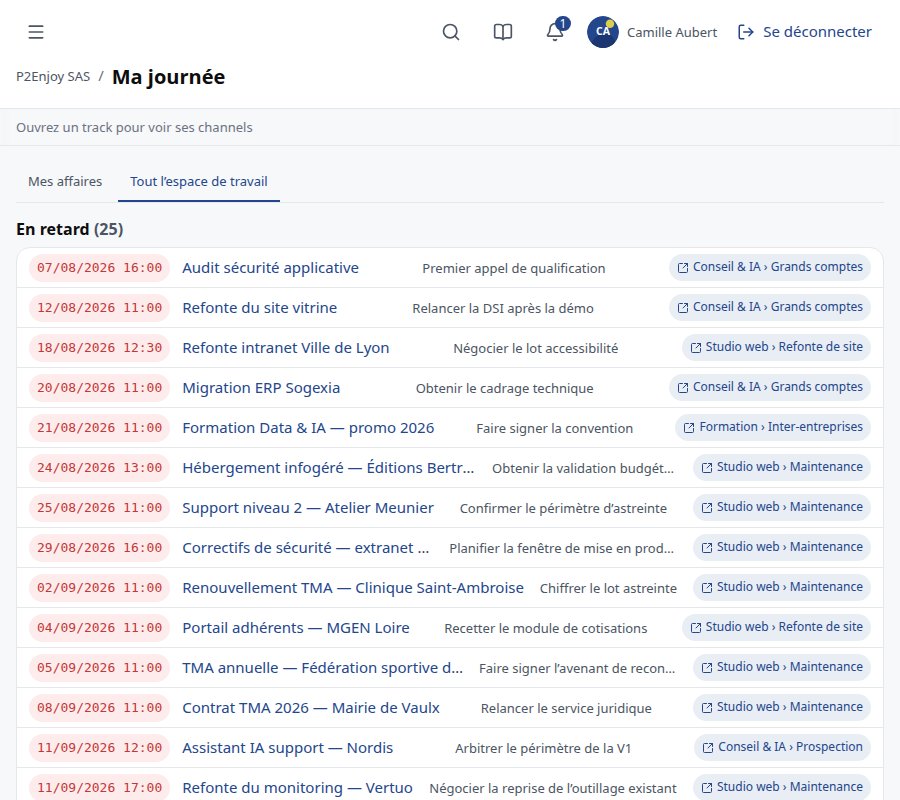 1
CA
Camille Aubert
Se déconnecter
P2Enjoy SAS / Ma journée
Ouvrez un track pour voir ses channels
Mes affaires
Tout l’espace de travail
En retard (25)
07/08/2026 16:00 Audit sécurité applicative Premier appel de qualification Conseil & IA › Grands comptes
12/08/2026 11:00 Refonte du site vitrine Relancer la DSI après la démo Conseil & IA › Grands comptes
18/08/2026 12:30 Refonte intranet Ville de Lyon Négocier le lot accessibilité Studio web › Refonte de site
20/08/2026 11:00 Migration ERP Sogexia Obtenir le cadrage technique Conseil & IA › Grands comptes
21/08/2026 11:00 Formation Data & IA — promo 2026 Faire signer la convention Formation › Inter-entreprises
24/08/2026 13:00 Hébergement infogéré — Éditions Bertr... Obtenir la validation budgét... Studio web › Maintenance
25/08/2026 11:00 Support niveau 2 — Atelier Meunier Confirmer le périmètre d’astreinte Studio web › Maintenance
29/08/2026 16:00 Correctifs de sécurité — extranet ... Planifier la fenêtre de mise en prod... Studio web › Maintenance
02/09/2026 11:00 Renouvellement TMA — Clinique Saint-Ambroise Chiffrer le lot astreinte Studio web › Maintenance
04/09/2026 11:00 Portail adhérents — MGEN Loire Recetter le module de cotisations Studio web › Refonte de site
05/09/2026 11:00 TMA annuelle — Fédération sportive d... Faire signer l’avenant de recon... Studio web › Maintenance
08/09/2026 11:00 Contrat TMA 2026 — Mairie de Vaulx Relancer le service juridique Studio web › Maintenance
11/09/2026 12:00 Assistant IA support — Nordis Arbitrer le périmètre de la V1 Conseil & IA › Prospection
11/09/2026 17:00 Refonte du monitoring — Vertuo Négocier la reprise de l’outillage existant Studio web › Maintenance